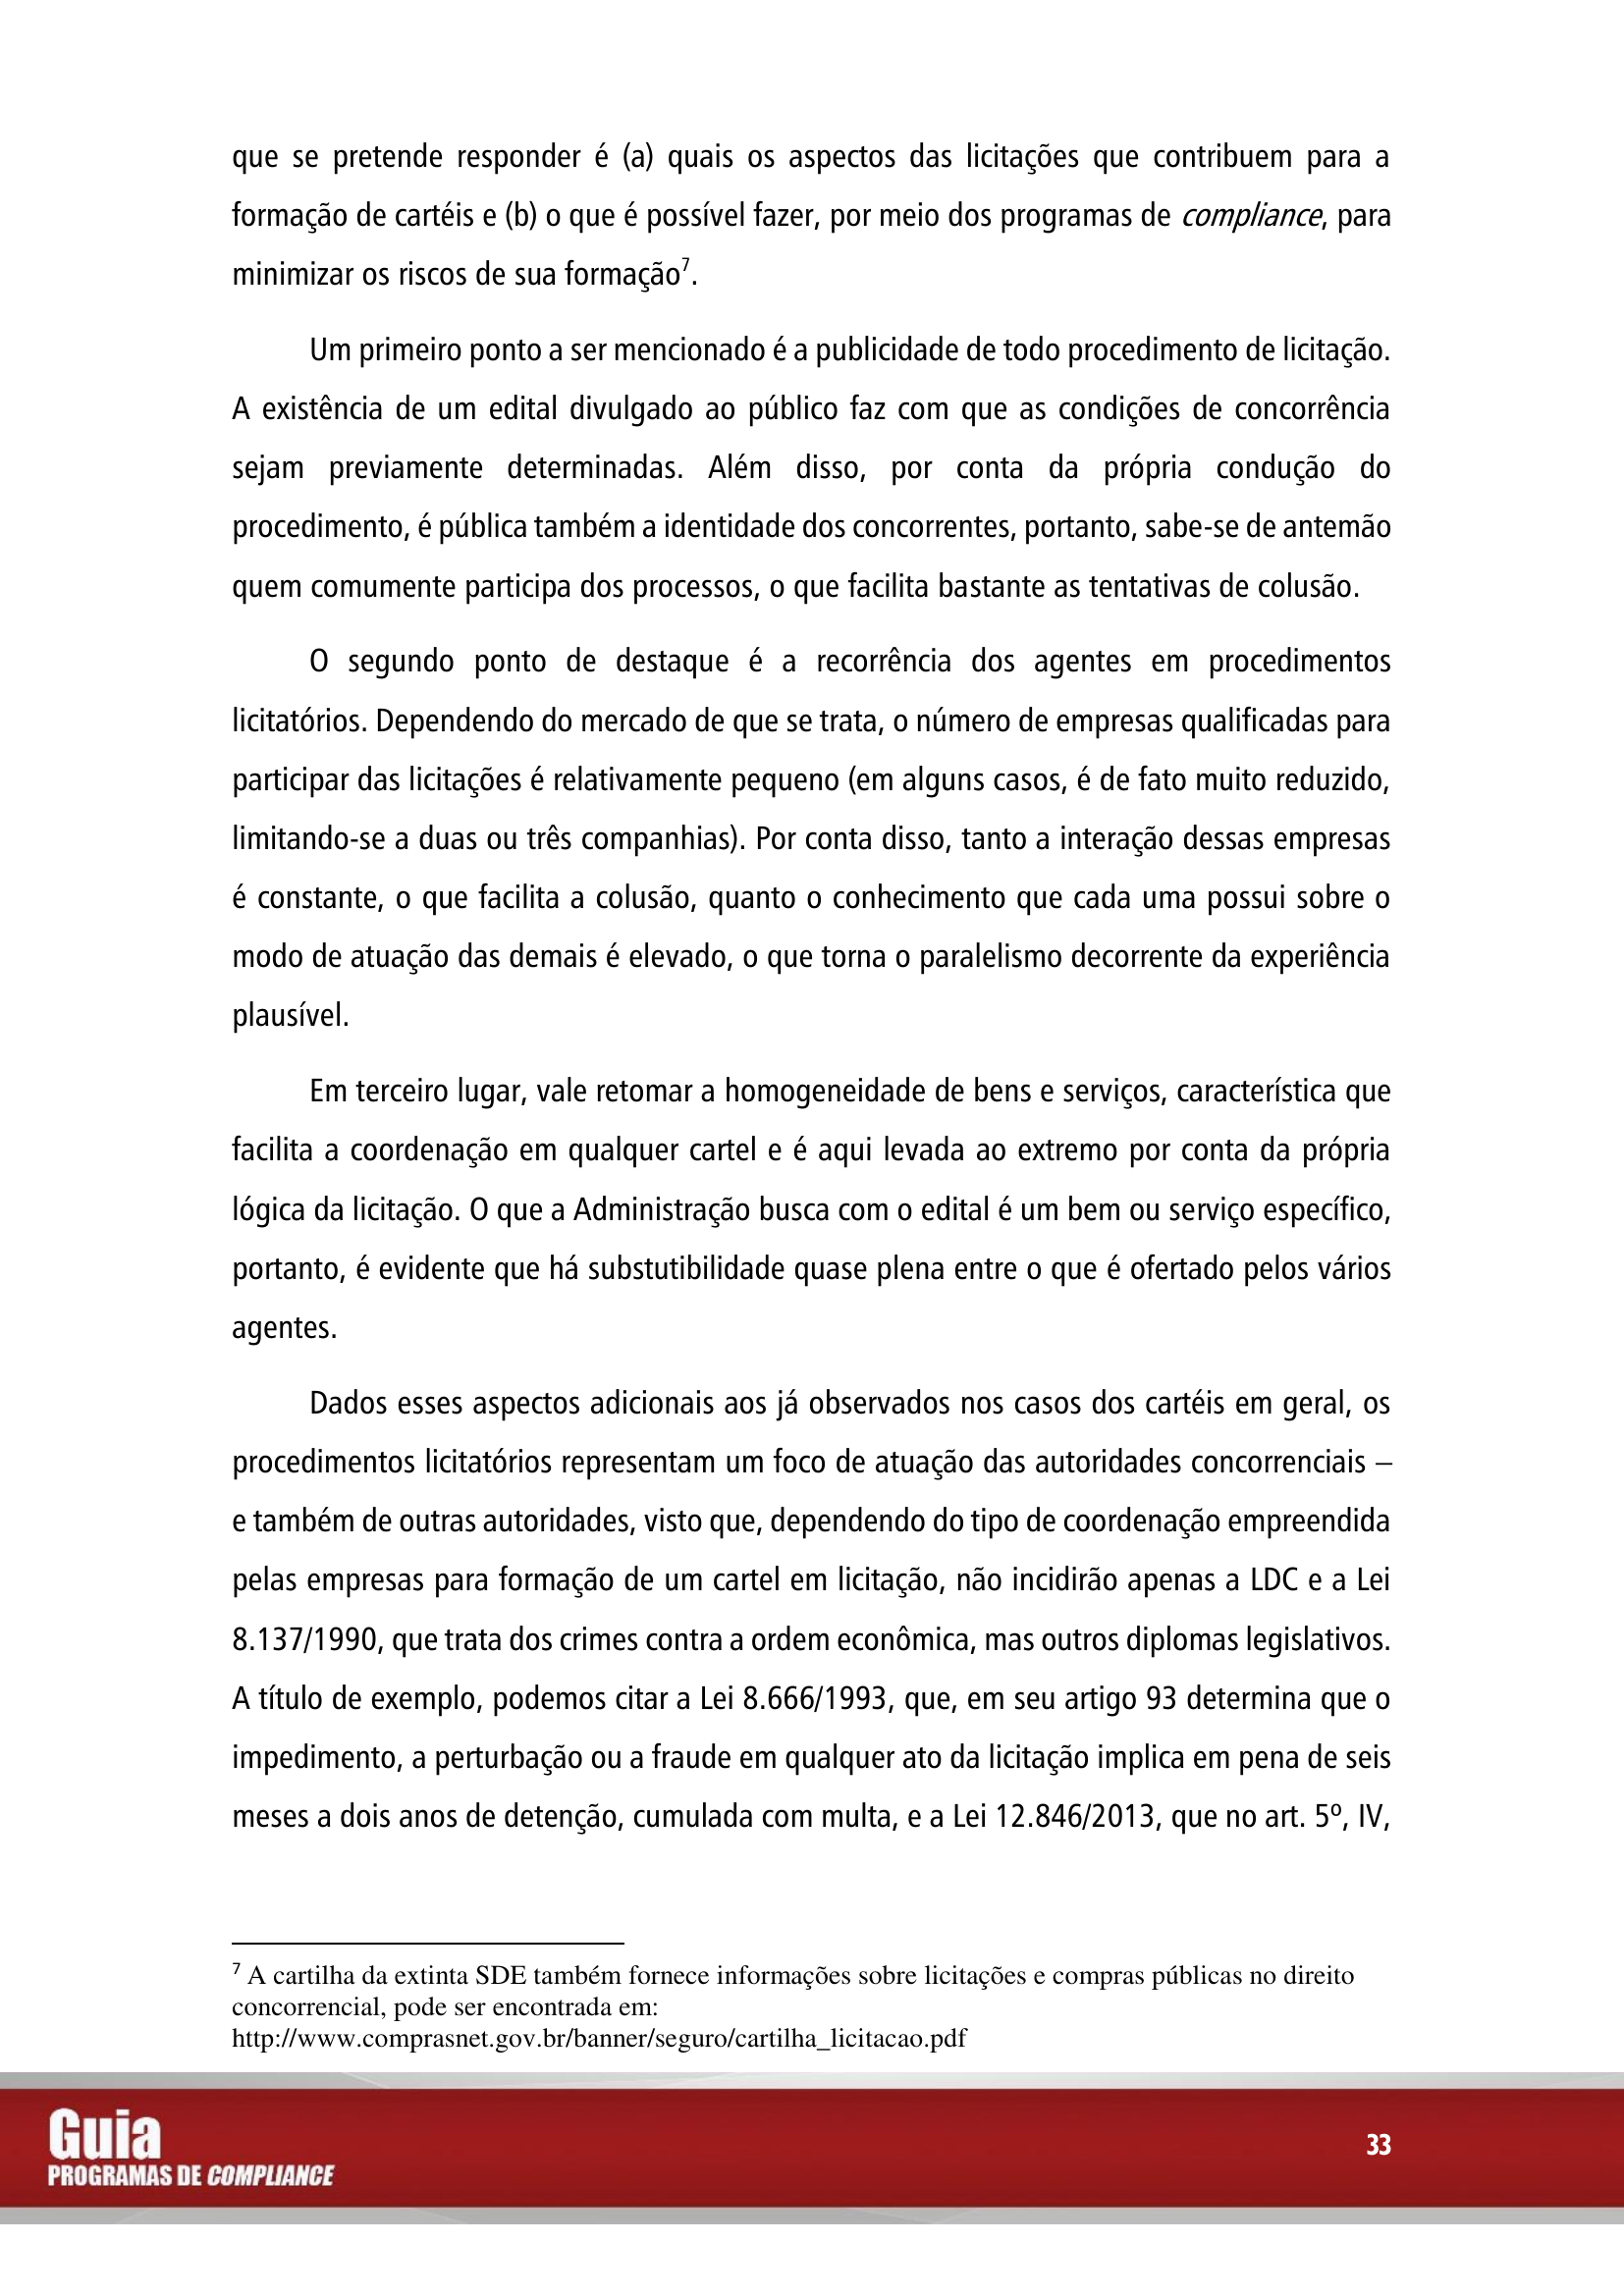 que se pretende responder é (a) quais os aspectos das licitações que contribuem para a
formação de cartéis e (b) o que é possível fazer, por meio dos programas de compliance, para
minimizar os riscos de sua formação7.
Um primeiro ponto a ser mencionado é a publicidade de todo procedimento de licitação.
A existência de um edital divulgado ao público faz com que as condições de concorrência
sejam previamente determinadas. Além disso, por conta da própria condução do
procedimento, é pública também a identidade dos concorrentes, portanto, sabe-se de antemão
quem comumente participa dos processos, o que facilita bastante as tentativas de colusão.
O segundo ponto de destaque é a recorrência dos agentes em procedimentos
licitatórios. Dependendo do mercado de que se trata, o número de empresas qualificadas para
participar das licitações é relativamente pequeno (em alguns casos, é de fato muito reduzido,
limitando-se a duas ou três companhias). Por conta disso, tanto a interação dessas empresas
é constante, o que facilita a colusão, quanto o conhecimento que cada uma possui sobre o
modo de atuação das demais é elevado, o que torna o paralelismo decorrente da experiência
plausível.
Em terceiro lugar, vale retomar a homogeneidade de bens e serviços, característica que
facilita a coordenação em qualquer cartel e é aqui levada ao extremo por conta da própria
lógica da licitação. O que a Administração busca com o edital é um bem ou serviço específico,
portanto, é evidente que há substutibilidade quase plena entre o que é ofertado pelos vários
agentes.
Dados esses aspectos adicionais aos já observados nos casos dos cartéis em geral, os
procedimentos licitatórios representam um foco de atuação das autoridades concorrenciais –
e também de outras autoridades, visto que, dependendo do tipo de coordenação empreendida
pelas empresas para formação de um cartel em licitação, não incidirão apenas a LDC e a Lei
8.137/1990, que trata dos crimes contra a ordem econômica, mas outros diplomas legislativos.
A título de exemplo, podemos citar a Lei 8.666/1993, que, em seu artigo 93 determina que o
impedimento, a perturbação ou a fraude em qualquer ato da licitação implica em pena de seis
meses a dois anos de detenção, cumulada com multa, e a Lei 12.846/2013, que no art. 5º, IV,
7 A cartilha da extinta SDE também fornece informações sobre licitações e compras públicas no direito
concorrencial, pode ser encontrada em:
http://www.comprasnet.gov.br/banner/seguro/cartilha_licitacao.pdf
Guia
PROGRAMAS DE COMPLIANCE
33